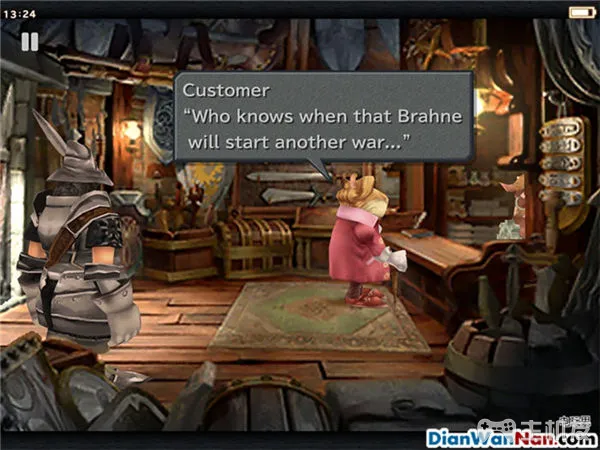 13:24
Customer
“Who knows when that Brahne
will start another war...”
DianWanNan.com